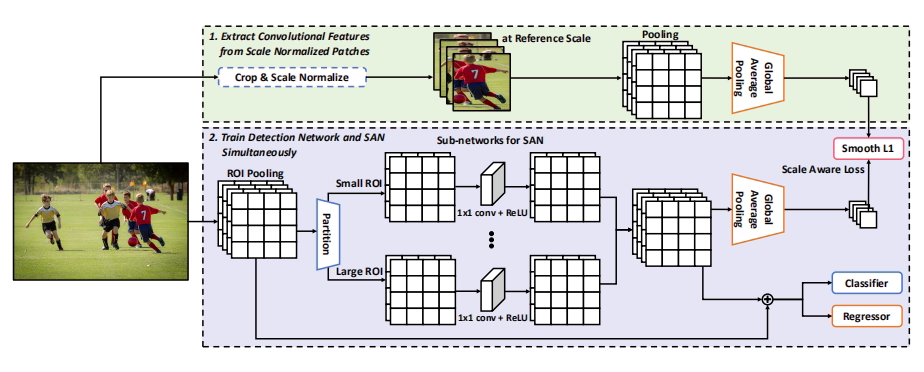 1. Extract Convolutional Features
from Scale Normalized Patches
at Reference Scale
Pooling
Crop & Scale Normalize
7
Global
Average
Pooling
2. Train Detection Network and SAN
Simultaneously
Sub-networks for SAN
Smooth L1
Scale Aware Loss
ROI Pooling
Small ROI
Partition
1x1 conv + ReLU
Global
Average
Pooling
7
Large ROI
1x1 conv + ReLU
Classifier
Regressor